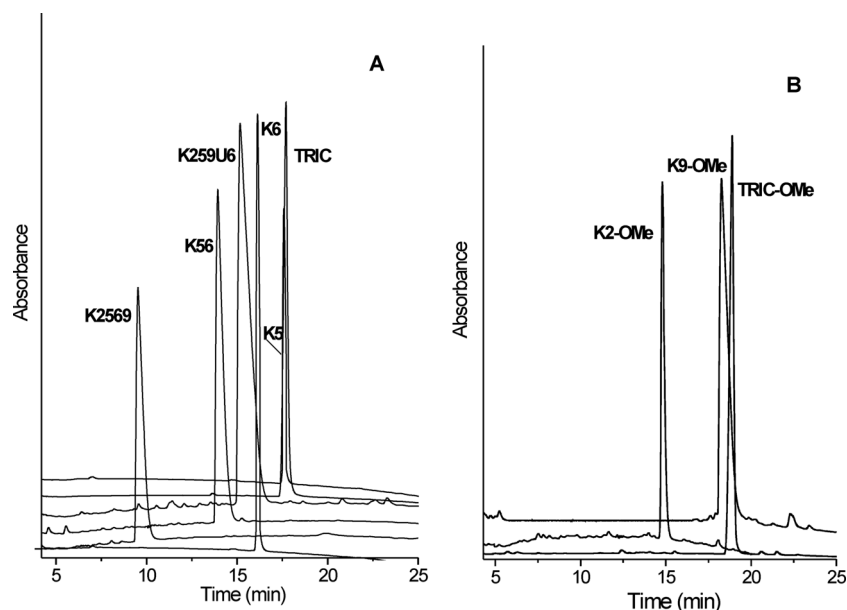 A
K6
K259U6
TRIC
K56
K2569
K5
Absorbance
5
10
15
20
25
Time (min)
B
K9-OMe
TRIC-OMe
K2-OMe
Absorbance
5
10
15
20
25
Time (min)